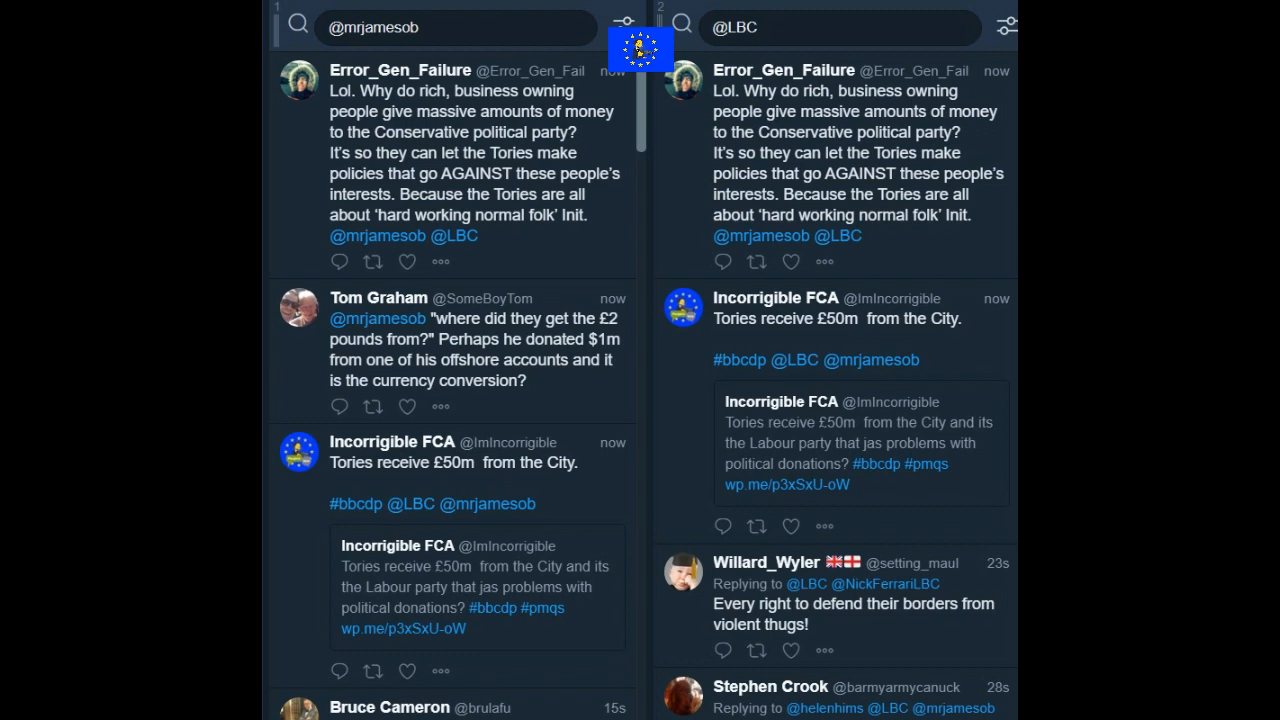 1
@mrjamesob
Error_Gen_Failure @Error_Gen_Fail now
Lol. Why do rich, business owning
people give massive amounts of money
to the Conservative political party?
It's so they can let the Tories make
policies that go AGAINST these people's
interests. Because the Tories are all
about ‘hard working normal folk’ Init.
@mrjamesob @LBC
Tom Graham @SomeBoyTom now
@mrjamesob "where did they get the £2
pounds from?" Perhaps he donated $1m
from one of his offshore accounts and it
is the currency conversion?
Incorrigible FCA @ImIncorrigible now
Tories receive £50m from the City.
#bbcdp @LBC @mrjamesob
Incorrigible FCA @ImIncorrigible
Tories receive £50m from the City and its
the Labour party that jas problems with
political donations? #bbcdp #pmqs
wp.me/p3xSxU-oW
Bruce Cameron @brulafu 15s
2
@LBC
Error_Gen_Failure @Error_Gen_Fail now
Lol. Why do rich, business owning
people give massive amounts of money
to the Conservative political party?
It's so they can let the Tories make
policies that go AGAINST these people's
interests. Because the Tories are all
about ‘hard working normal folk’ Init.
@mrjamesob @LBC
Incorrigible FCA @ImIncorrigible now
Tories receive £50m from the City.
#bbcdp @LBC @mrjamesob
Incorrigible FCA @ImIncorrigible
Tories receive £50m from the City and its
the Labour party that jas problems with
political donations? #bbcdp #pmqs
wp.me/p3xSxU-oW
Willard_Wyler @setting_maul 23s
Replying to @LBC @NickFerrariLBC
Every right to defend their borders from
violent thugs!
Stephen Crook @barmyarmycanuck 28s
Replying to @helenhims @LBC @mrjamesob